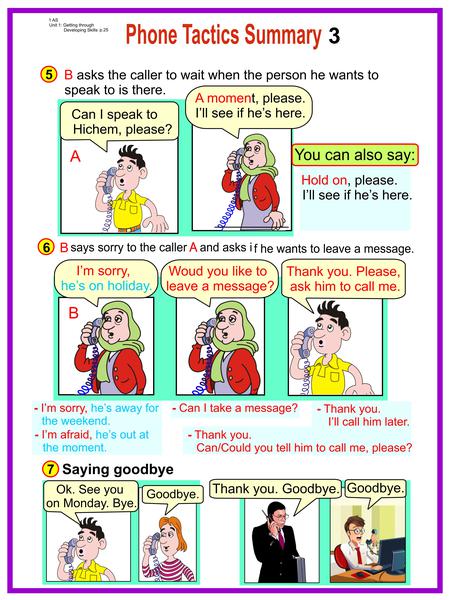 1 AS
Unit 1: Getting through
Developing Skills p.25
Phone Tactics Summary 3
5 B asks the caller to wait when the person he wants to
speak to is there.
Can I speak to
Hichem, please?
A
A moment, please.
I'll see if he's here.
You can also say:
Hold on, please.
I'll see if he's here.
6 B says sorry to the caller A and asks if he wants to leave a message.
I'm sorry,
he's on holiday.
B
Woud you like to
leave a message?
Thank you. Please,
ask him to call me.
- I'm sorry, he's away for
the weekend.
- I'm afraid, he's out at
the moment.
- Can I take a message?
- Thank you.
I'll call him later.
- Thank you.
Can/Could you tell him to call me, please?
7 Saying goodbye
Ok. See you
on Monday. Bye.
Goodbye.
Thank you. Goodbye.
Goodbye.